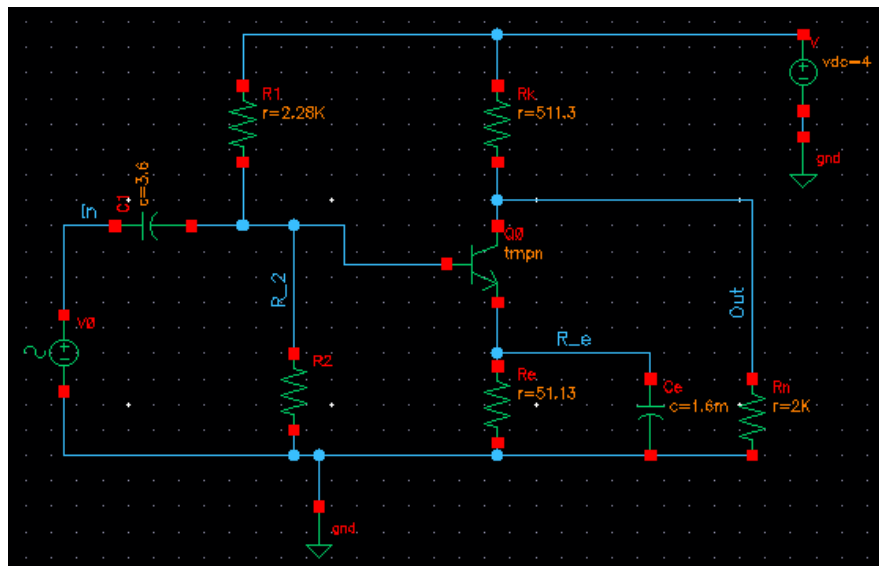 V
vdc=4
gnd
R1
r=2.28K
Rk
r=511.3
C1
c=3.6
In
Q0
tmpn
R_2
Out
V0
R2
R_e
Re
r=51.13
Ce
c=1.6m
Rn
r=2K
gnd